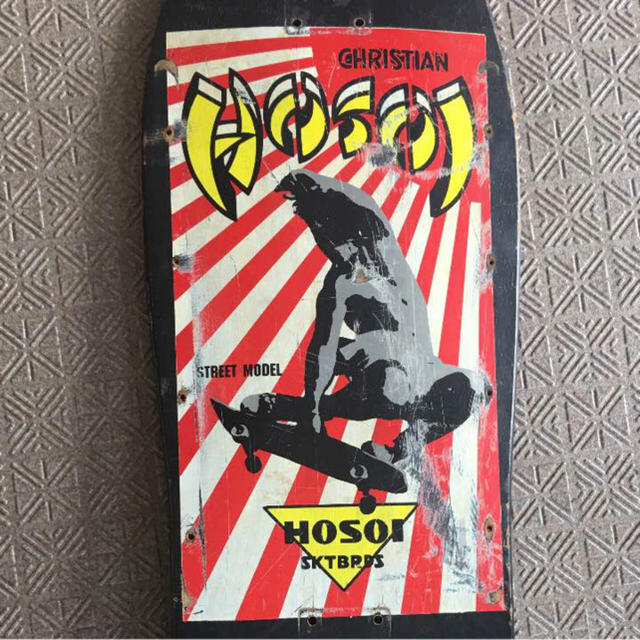 CHRISTIAN
HOSOI
STREET MODEL
HOSOI
SKTBRDS